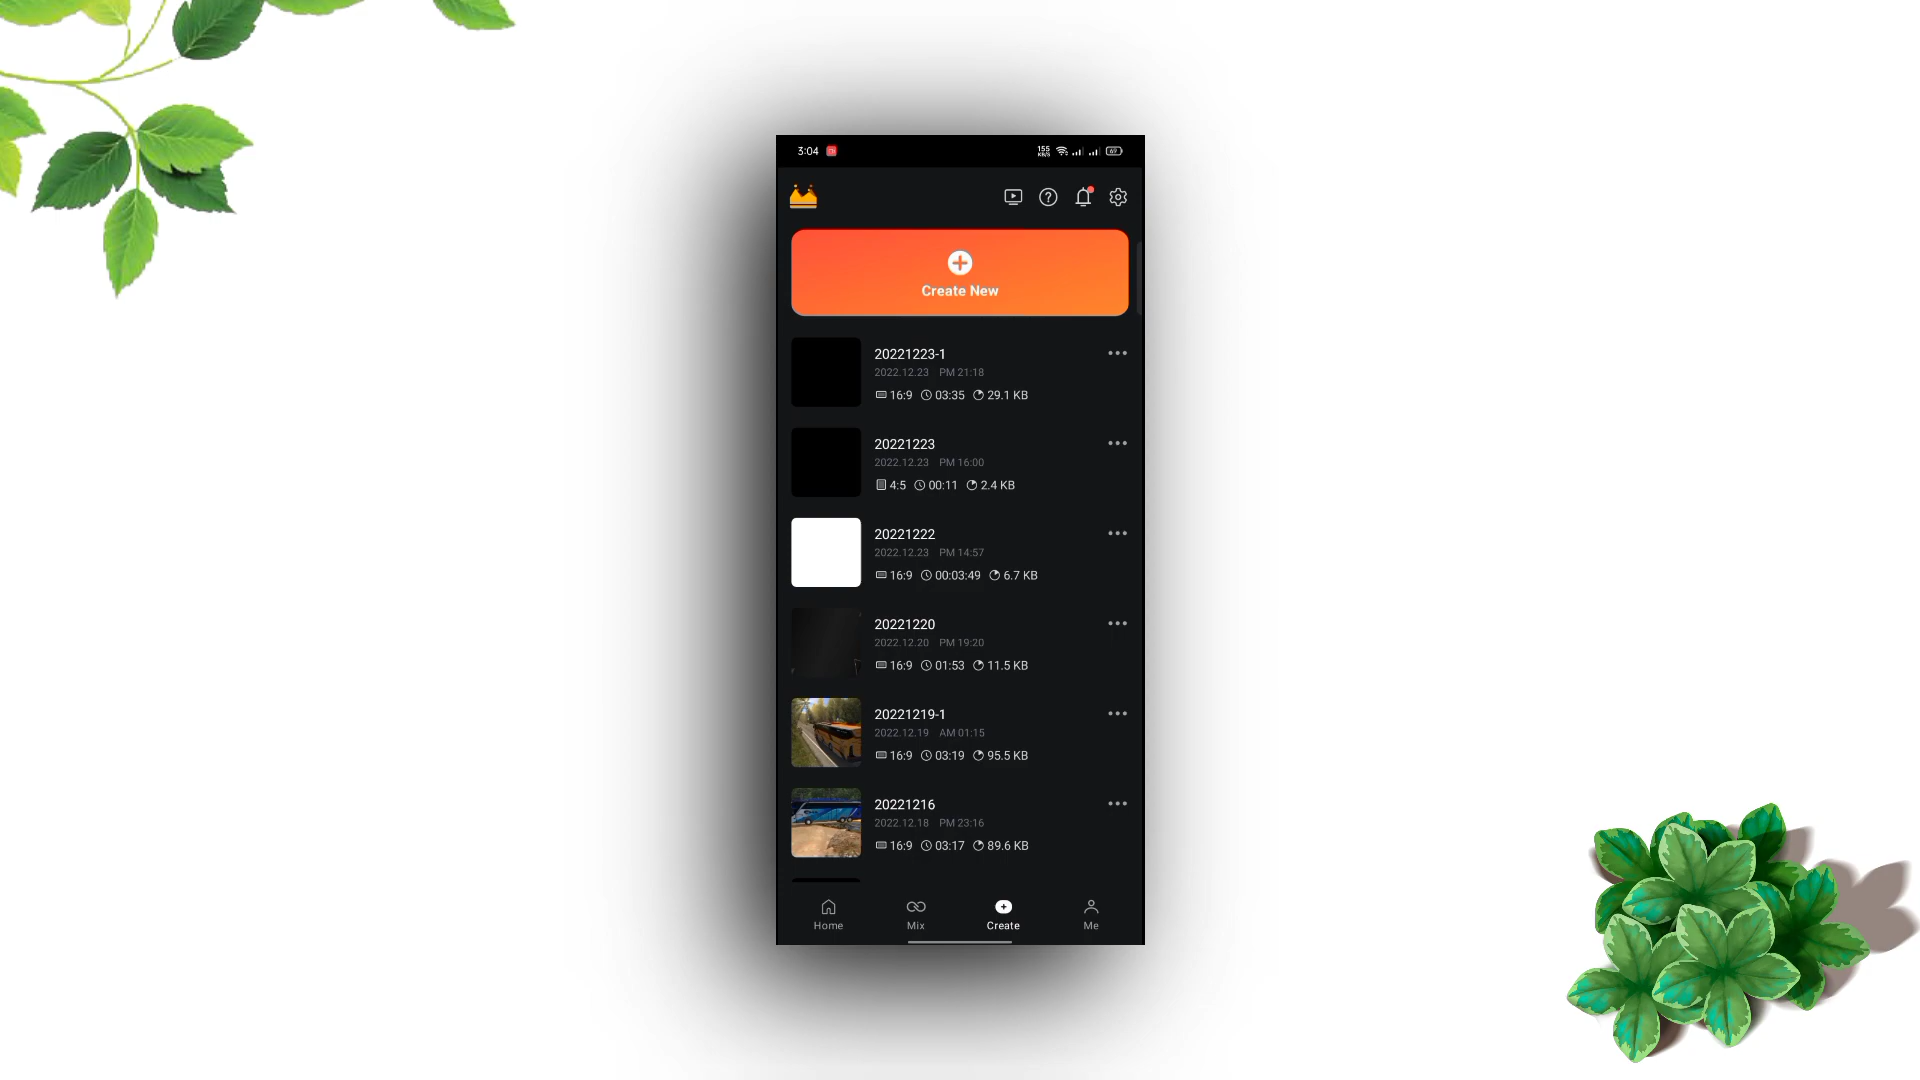 3:04 155 KB/S 69
Create New
20221223-1
2022.12.23 PM 21:18
16:9 03:35 29.1 KB
20221223
2022.12.23 PM 16:00
4:5 00:11 2.4 KB
20221222
2022.12.23 PM 14:57
16:9 00:03:49 6.7 KB
20221220
2022.12.20 PM 19:20
16:9 01:53 11.5 KB
20221219-1
2022.12.19 AM 01:15
16:9 03:19 95.5 KB
20221216
2022.12.18 PM 23:16
16:9 03:17 89.6 KB
Home Mix Create Me